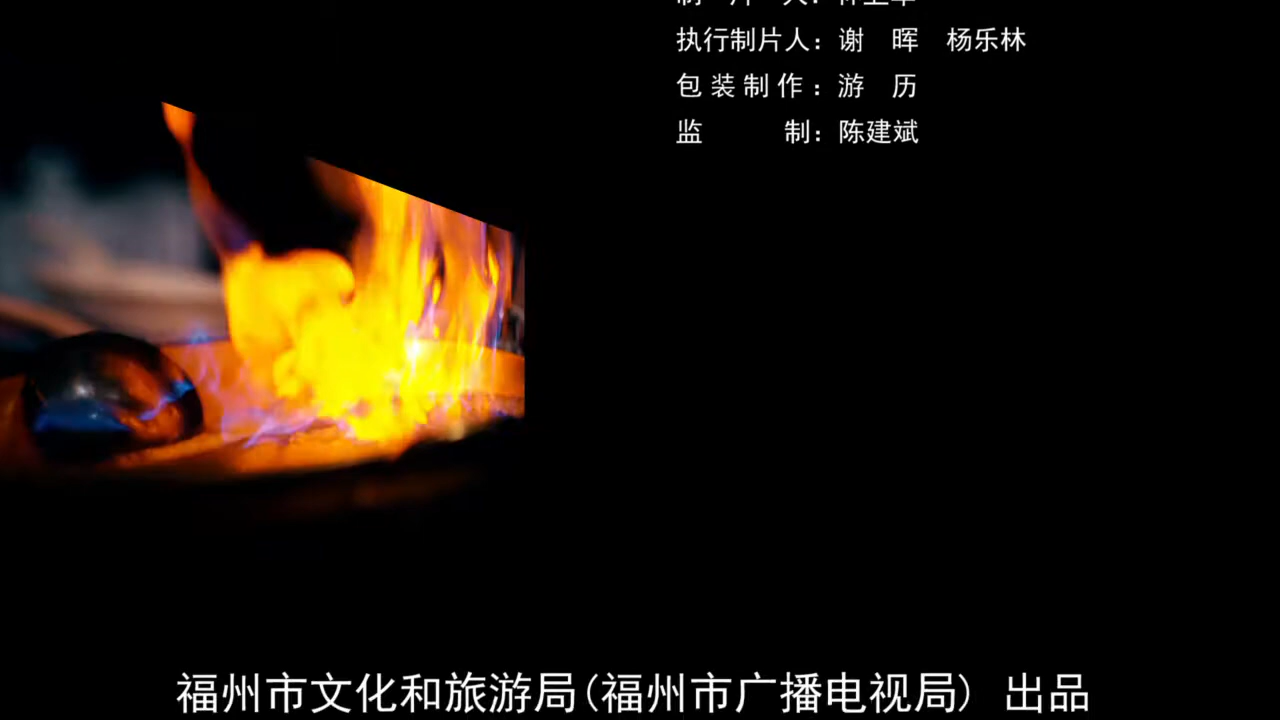 执行制片人：谢　晖　杨乐林
包装制作：游　历
监　　　制：陈建斌
福州市文化和旅游局(福州市广播电视局) 出品